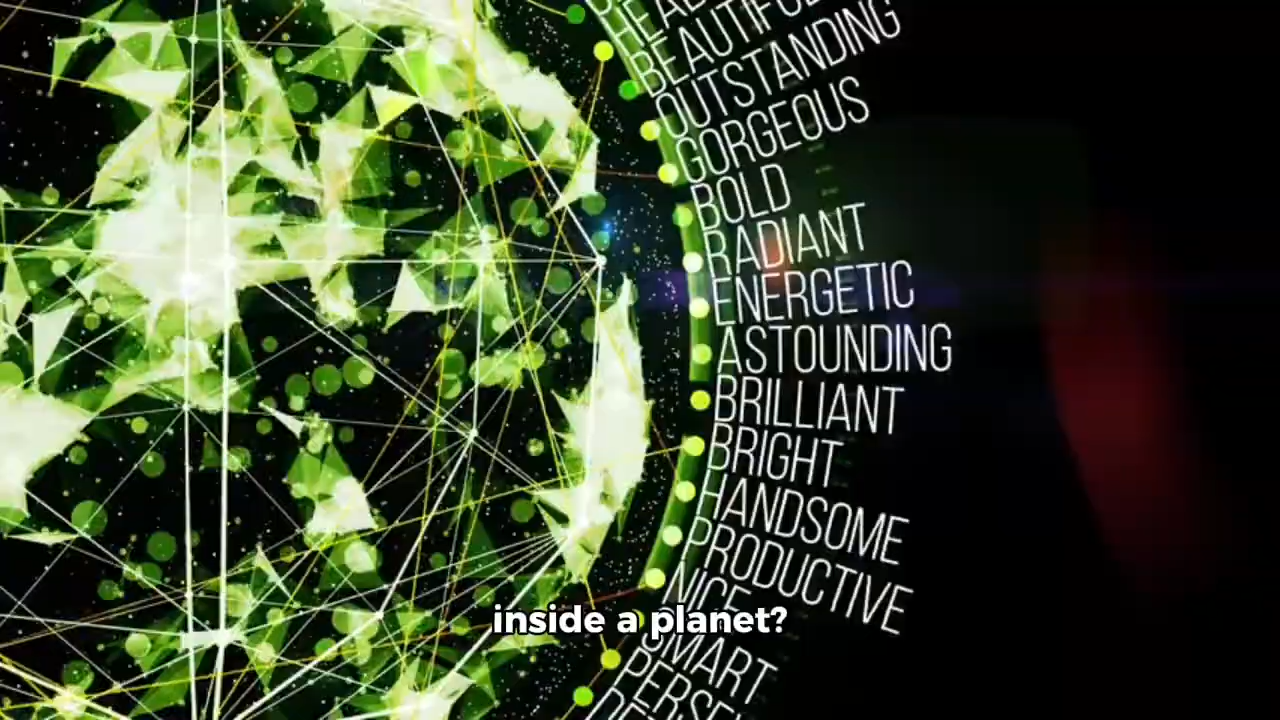 BEAUTIFUL
OUTSTANDING
GORGEOUS
BOLD
RADIANT
ENERGETIC
ASTOUNDING
BRILLIANT
BRIGHT
HANDSOME
PRODUCTIVE
NICE
inside a planet?
SMART